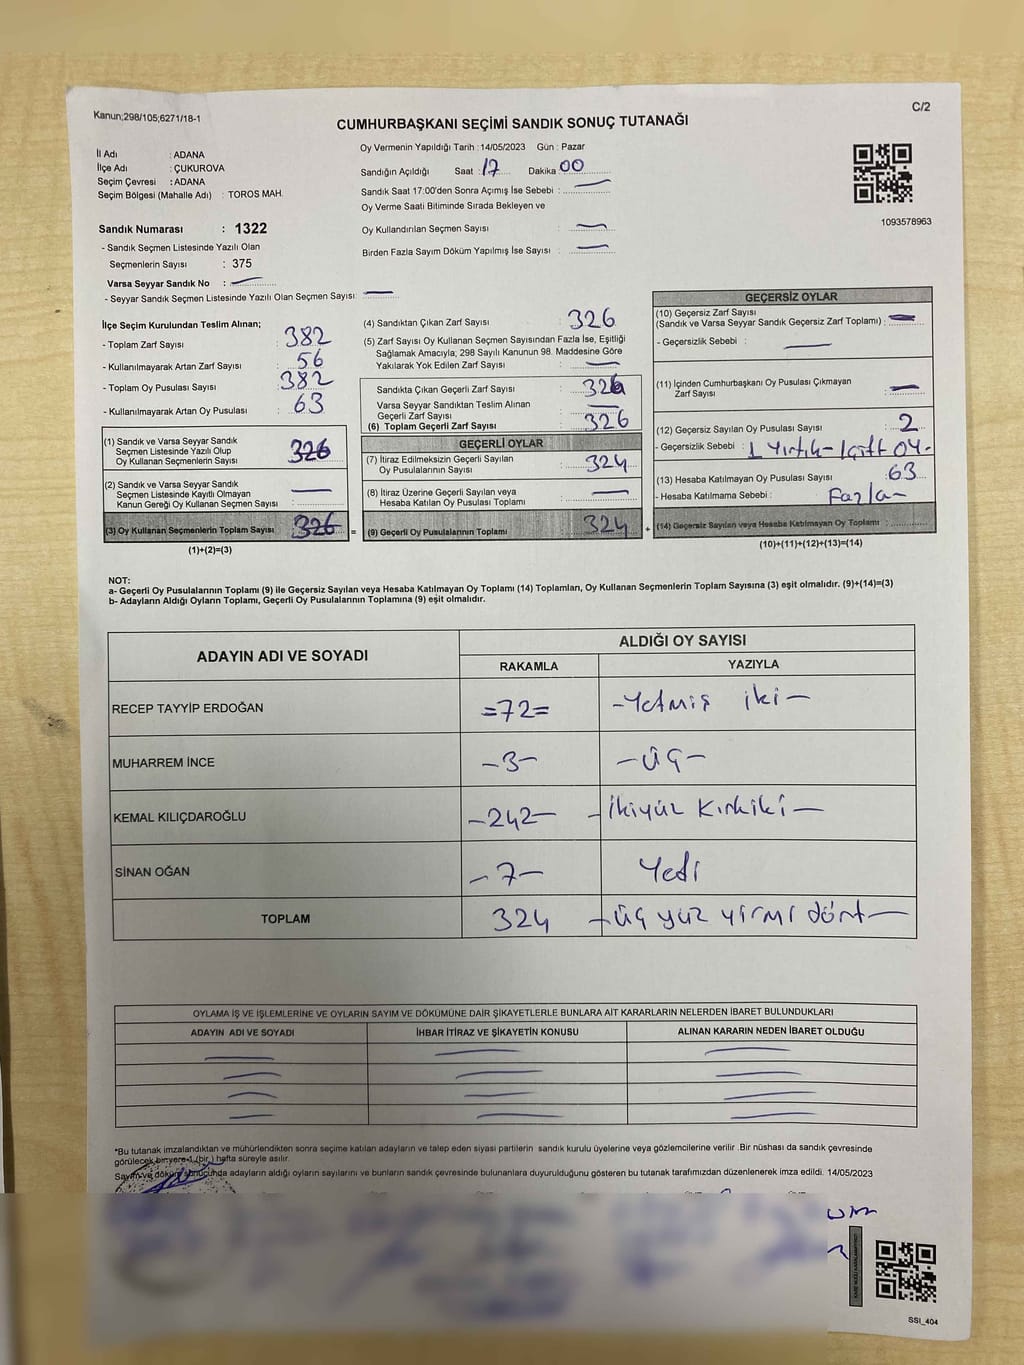 Kanun;298/105;6271/18-1
C/2
CUMHURBAŞKANI SEÇİMİ SANDIK SONUÇ TUTANAĞI
İl Adı : ADANA
İlçe Adı : ÇUKUROVA
Seçim Çevresi : ADANA
Seçim Bölgesi (Mahalle Adı) : TOROS MAH.
Oy Vermenin Yapıldığı Tarih : 14/05/2023 Gün : Pazar
Sandığın Açıldığı Saat : 17 Dakika 00
Sandık Saat 17:00'den Sonra Açımış İse Sebebi :
Oy Verme Saati Bitiminde Sırada Bekleyen ve
Oy Kullandırılan Seçmen Sayısı :
Birden Fazla Sayım Döküm Yapılmış İse Sayısı :
1093578963
Sandık Numarası : 1322
- Sandık Seçmen Listesinde Yazılı Olan
Seçmenlerin Sayısı : 375
Varsa Seyyar Sandık No :
- Seyyar Sandık Seçmen Listesinde Yazılı Olan Seçmen Sayısı:
İlçe Seçim Kurulundan Teslim Alınan;
- Toplam Zarf Sayısı : 382
- Kullanılmayarak Artan Zarf Sayısı : 56
- Toplam Oy Pusulası Sayısı : 382
- Kullanılmayarak Artan Oy Pusulası : 63
(1) Sandık ve Varsa Seyyar Sandık
Seçmen Listesinde Yazılı Olup
Oy Kullanan Seçmenlerin Sayısı : 326
(2) Sandık ve Varsa Seyyar Sandık
Seçmen Listesinde Kayıtlı Olmayan
Kanun Gereği Oy Kullanan Seçmen Sayısı :
(3) Oy Kullanan Seçmenlerin Toplam Sayısı : 326 =
(1)+(2)=(3)
(4) Sandıktan Çıkan Zarf Sayısı : 326
(5) Zarf Sayısı Oy Kullanan Seçmen Sayısından Fazla İse, Eşitliği
Sağlamak Amacıyla; 298 Sayılı Kanunun 98. Maddesine Göre
Yakılarak Yok Edilen Zarf Sayısı :
Sandıkta Çıkan Geçerli Zarf Sayısı : 326
Varsa Seyyar Sandıktan Teslim Alınan
Geçerli Zarf Sayısı :
(6) Toplam Geçerli Zarf Sayısı : 326
GEÇERLİ OYLAR
(7) İtiraz Edilmeksizin Geçerli Sayılan
Oy Pusulalarının Sayısı : 324
(8) İtiraz Üzerine Geçerli Sayılan veya
Hesaba Katılan Oy Pusulası Toplamı :
(9) Geçerli Oy Pusulalarının Toplamı : 324 +
GEÇERSİZ OYLAR
(10) Geçersiz Zarf Sayısı
(Sandık ve Varsa Seyyar Sandık Geçersiz Zarf Toplamı) :
- Geçersizlik Sebebi :
(11) İçinden Cumhurbaşkanı Oy Pusulası Çıkmayan
Zarf Sayısı :
(12) Geçersiz Sayılan Oy Pusulası Sayısı : 2
- Geçersizlik Sebebi : 1 Yırtık - 1 Çift oy -
(13) Hesaba Katılmayan Oy Pusulası Sayısı : 63
- Hesaba Katılmama Sebebi : Fazla -
(14) Geçersiz Sayılan veya Hesaba Katılmayan Oy Toplamı :
(10)+(11)+(12)+(13)=(14)
NOT:
a- Geçerli Oy Pusulalarının Toplamı (9) ile Geçersiz Sayılan veya Hesaba Katılmayan Oy Toplamı (14) Toplamları, Oy Kullanan Seçmenlerin Toplam Sayısına (3) eşit olmalıdır. (9)+(14)=(3)
b- Adayların Aldığı Oyların Toplamı, Geçerli Oy Pusulalarının Toplamına (9) eşit olmalıdır.
ADAYIN ADI VE SOYADI
ALDIĞI OY SAYISI
RAKAMLA YAZIYLA
RECEP TAYYİP ERDOĞAN =72= -Yetmiş iki-
MUHARREM İNCE -3- -üç-
KEMAL KILIÇDAROĞLU -242- -İkiyüz Kırkiki-
SİNAN OĞAN -7- Yedi
TOPLAM 324 -üç yüz yirmi dört-
OYLAMA İŞ VE İŞLEMLERİNE VE OYLARIN SAYIM VE DÖKÜMÜNE DAİR ŞİKAYETLERLE BUNLARA AİT KARARLARIN NELERDEN İBARET BULUNDUKLARI
ADAYIN ADI VE SOYADI İHBAR İTİRAZ VE ŞİKAYETİN KONUSU ALINAN KARARIN NEDEN İBARET OLDUĞU
*Bu tutanak imzalandıktan ve mühürlendikten sonra seçime katılan adayların ve talep eden siyasi partilerin sandık kurulu üyelerine veya gözlemcilerine verilir .Bir nüshası da sandık çevresinde
görülecek bir yere 1 (bir ) hafta süreyle asılır.
Sayım ve döküm sonucunda adayların aldığı oyların sayılarını ve bunların sandık çevresinde bulunanlara duyurulduğunu gösteren bu tutanak tarafımızdan düzenlenerek imza edildi. 14/05/2023
SSI_404